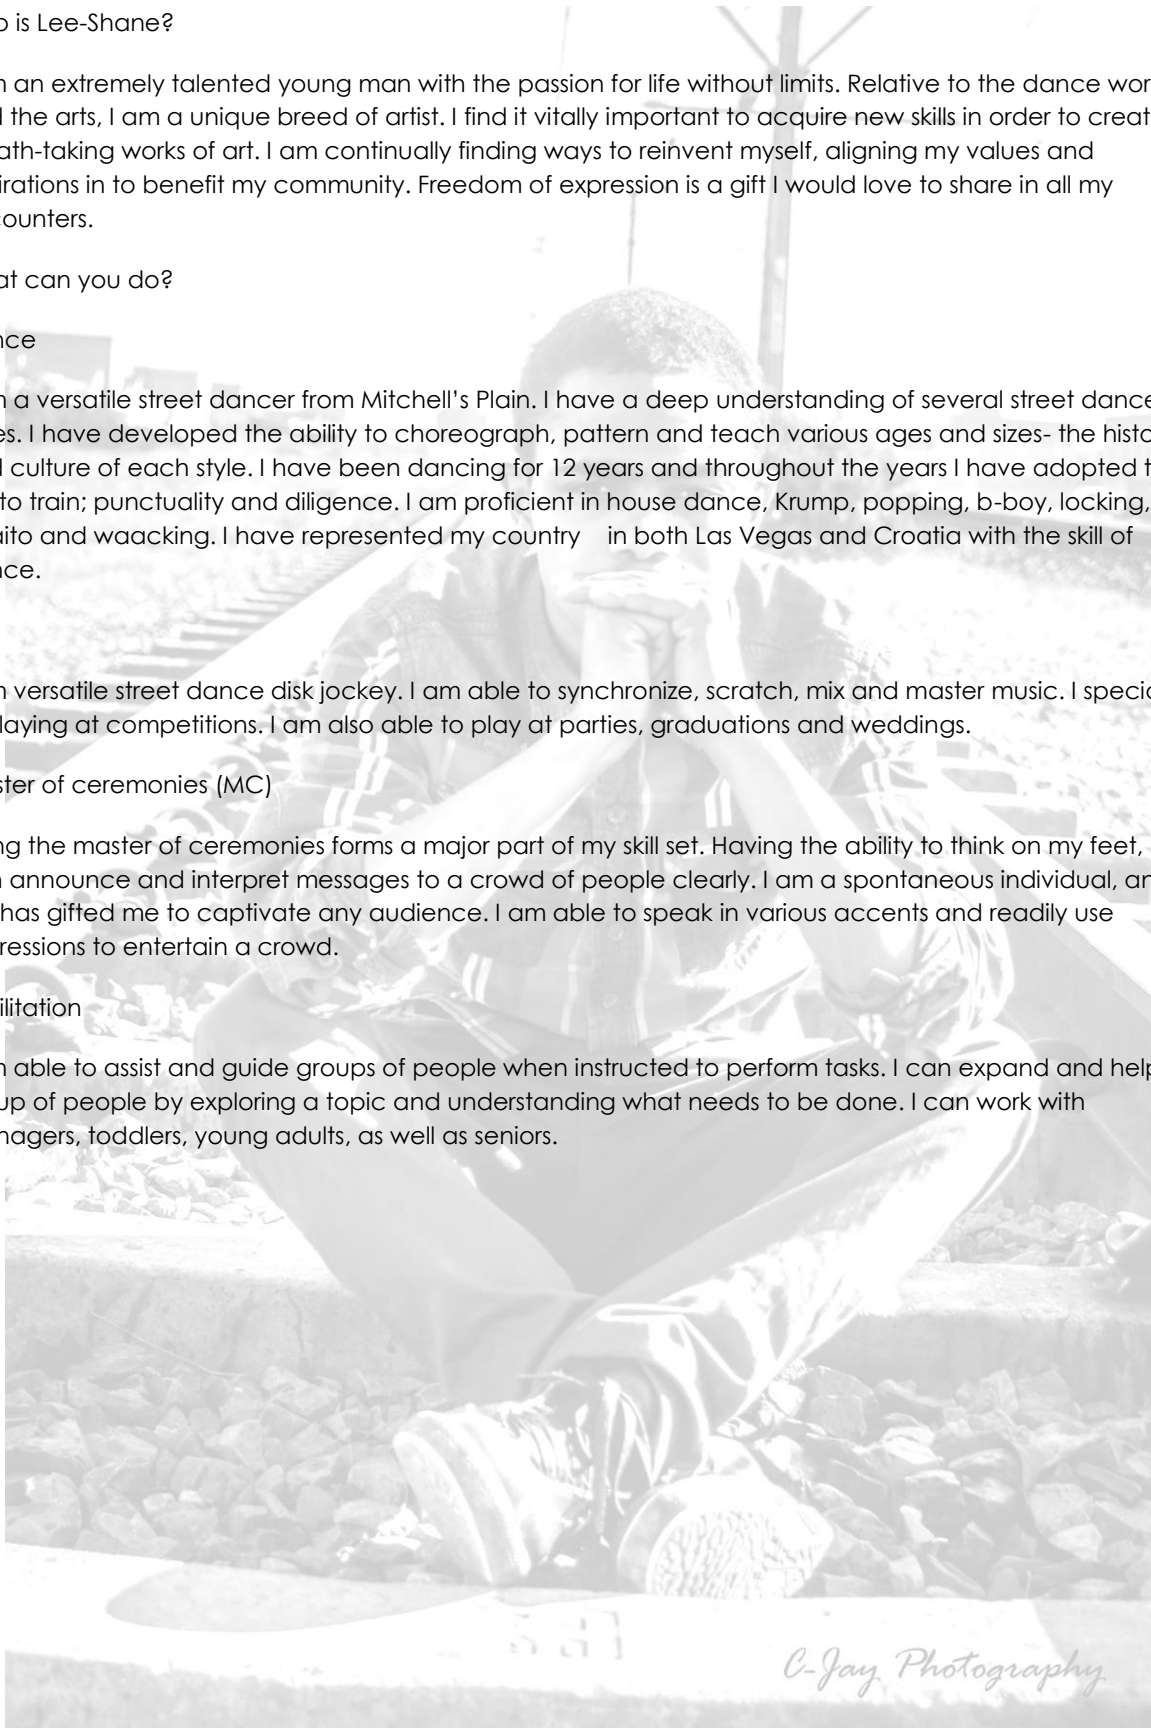 o is Lee-Shane?
n an extremely talented young man with the passion for life without limits. Relative to the dance wor
d the arts, I am a unique breed of artist. I find it vitally important to acquire new skills in order to creat
ath-taking works of art. I am continually finding ways to reinvent myself, aligning my values and
irations in to benefit my community. Freedom of expression is a gift I would love to share in all my
counters.
at can you do?
nce
n a versatile street dancer from Mitchell's Plain. I have a deep understanding of several street dance
es. I have developed the ability to choreograph, pattern and teach various ages and sizes- the histo
d culture of each style. I have been dancing for 12 years and throughout the years I have adopted t
to train; punctuality and diligence. I am proficient in house dance, Krump, popping, b-boy, locking,
aito and waacking. I have represented my country in both Las Vegas and Croatia with the skill of
nce.
n versatile street dance disk jockey. I am able to synchronize, scratch, mix and master music. I specia
laying at competitions. I am also able to play at parties, graduations and weddings.
ster of ceremonies (MC)
ng the master of ceremonies forms a major part of my skill set. Having the ability to think on my feet,
n announce and interpret messages to a crowd of people clearly. I am a spontaneous individual, an
has gifted me to captivate any audience. I am able to speak in various accents and readily use
ressions to entertain a crowd.
ilitation
n able to assist and guide groups of people when instructed to perform tasks. I can expand and help
up of people by exploring a topic and understanding what needs to be done. I can work with
nagers, toddlers, young adults, as well as seniors.
C-Jay Photography